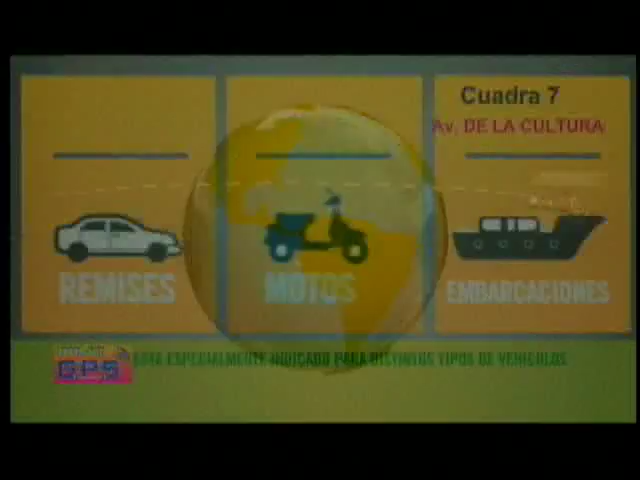 Cuadra 7
Av. DE LA CULTURA
REMISES
MOTOS
EMBARCACIONES
GPS
ESTA ESPECIALMENTE INDICADO PARA DISTINTOS TIPOS DE VEHICULOS